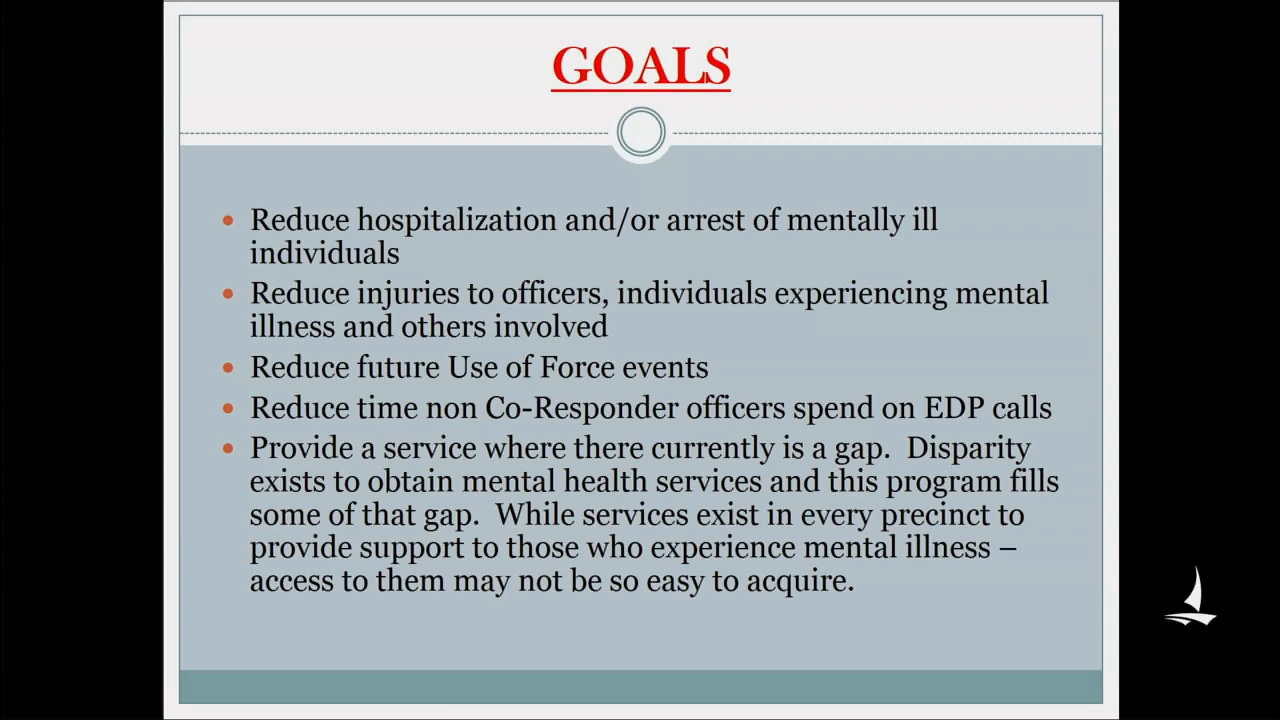 GOALS
• Reduce hospitalization and/or arrest of mentally ill
individuals
• Reduce injuries to officers, individuals experiencing mental
illness and others involved
• Reduce future Use of Force events
• Reduce time non Co-Responder officers spend on EDP calls
• Provide a service where there currently is a gap.  Disparity
exists to obtain mental health services and this program fills
some of that gap.  While services exist in every precinct to
provide support to those who experience mental illness –
access to them may not be so easy to acquire.